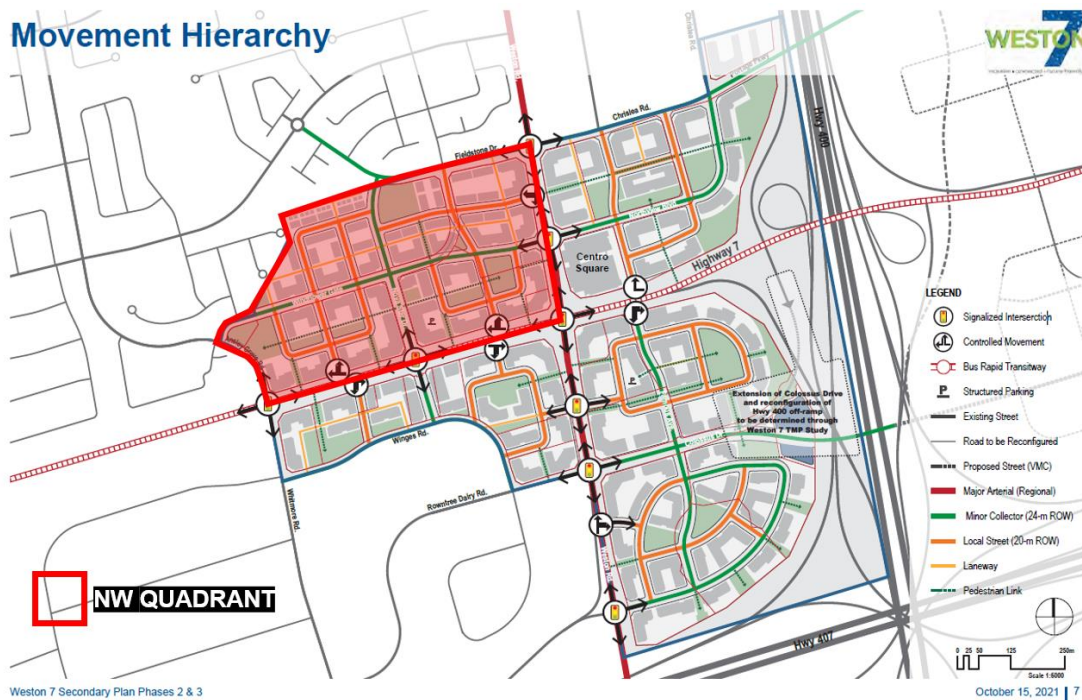 Movement Hierarchy
WESTON
7
Chrislea Rd.
Weston Rd.
Hwy 400
Chrislea Rd.
Fieldstone Dr.
Highway 7
Centro
Square
P
P
Extension of Colossus Drive
and reconfiguration of
Hwy 400 off-ramp
to be determined through
Weston 7 TMP Study
Winges Rd.
Rowntree Dairy Rd.
Whitmore Rd.
Hwy 407
LEGEND
Signalized Interserction
Controlled Movement
Bus Rapid Transitway
P Structured Parking
Existing Street
Road to be Reconfigured
Proposed Street (VMC)
Major Arterial (Regional)
Minor Collector (24-m ROW)
Local Street (20-m ROW)
Laneway
Pedestrian Link
NW QUADRANT
0 25 50 125 250m
Scale 1:6000
Weston 7 Secondary Plan Phases 2 & 3
October 15, 2021 | 7